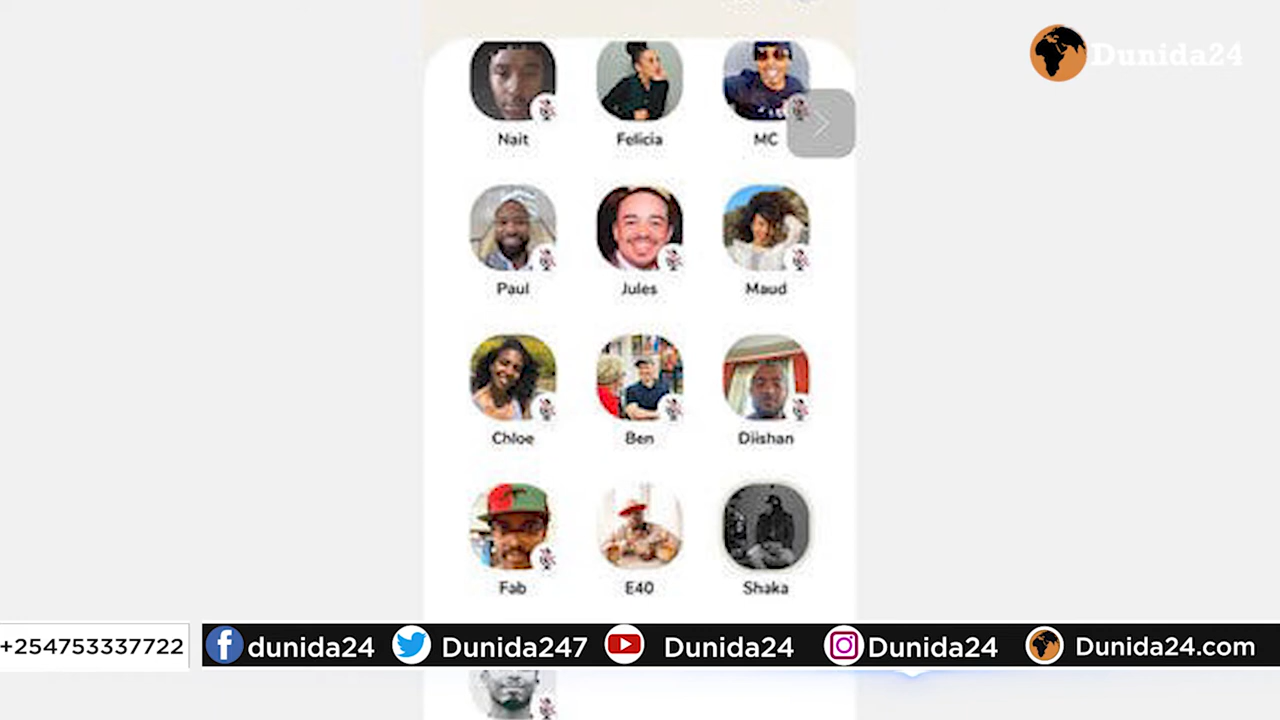 Dunida24
Nait
Felicia
MC
Paul
Jules
Maud
Chloe
Ben
Diishan
Fab
E40
Shaka
+254753337722
dunida24
Dunida247
Dunida24
Dunida24
Dunida24.com